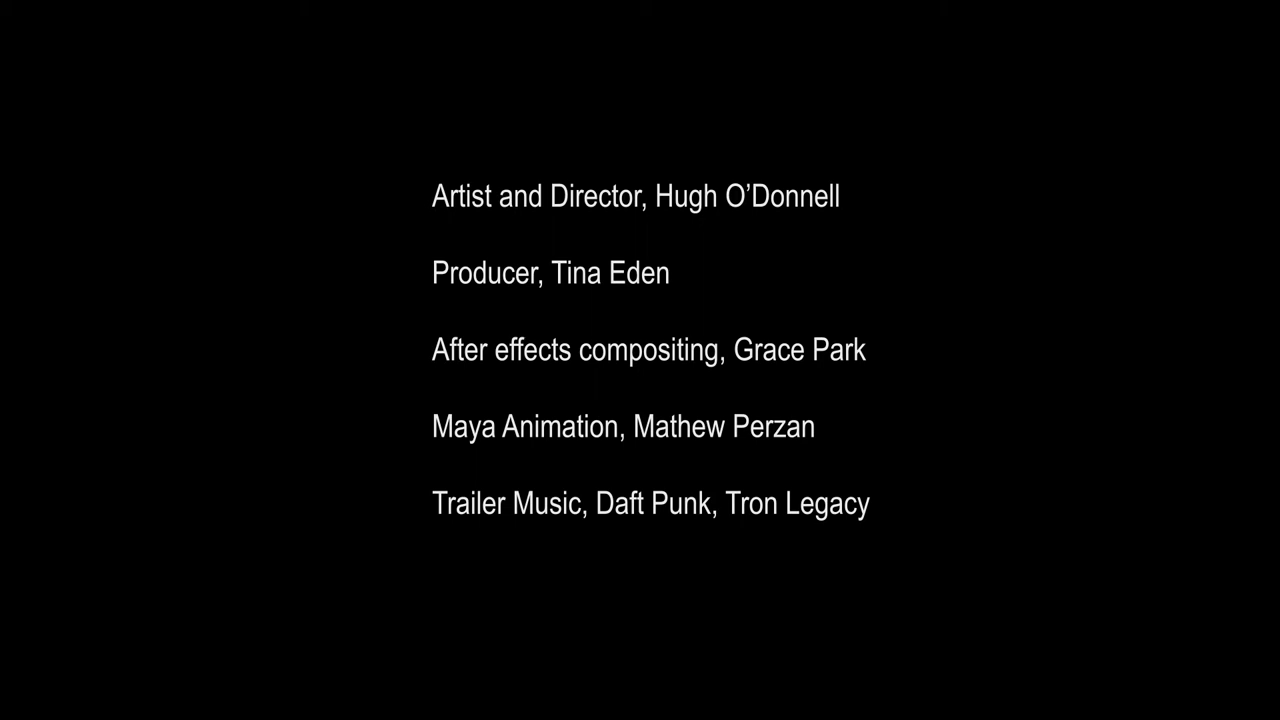 Artist and Director, Hugh O’Donnell
Producer, Tina Eden
After effects compositing, Grace Park
Maya Animation, Mathew Perzan
Trailer Music, Daft Punk, Tron Legacy